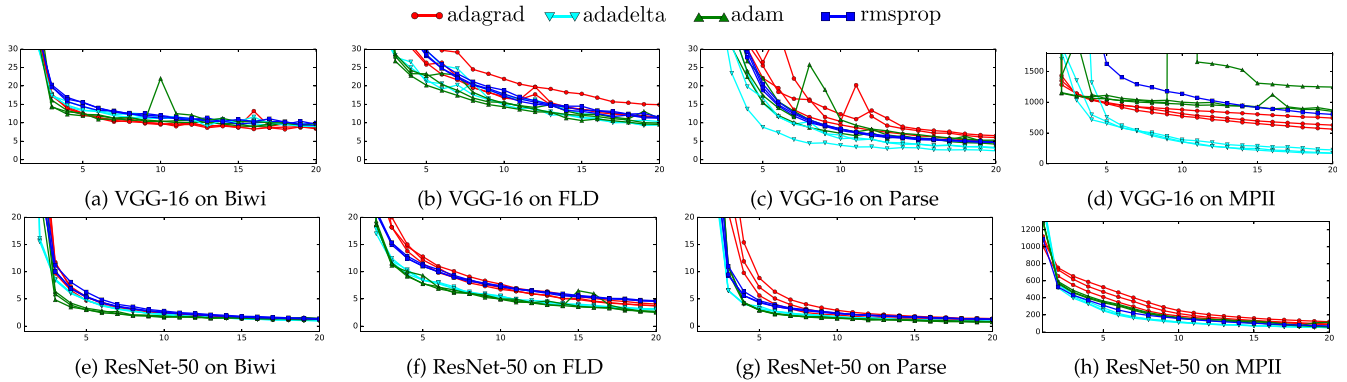 adagrad adadelta adam rmsprop
30 25 20 15 10 5 0
5 10 15 20
(a) VGG-16 on Biwi
30 25 20 15 10 5 0
5 10 15 20
(b) VGG-16 on FLD
30 25 20 15 10 5 0
5 10 15 20
(c) VGG-16 on Parse
1500 1000 500 0
5 10 15 20
(d) VGG-16 on MPII
20 15 10 5 0
5 10 15 20
(e) ResNet-50 on Biwi
20 15 10 5 0
5 10 15 20
(f) ResNet-50 on FLD
20 15 10 5 0
5 10 15 20
(g) ResNet-50 on Parse
1200 1000 800 600 400 200 0
5 10 15 20
(h) ResNet-50 on MPII